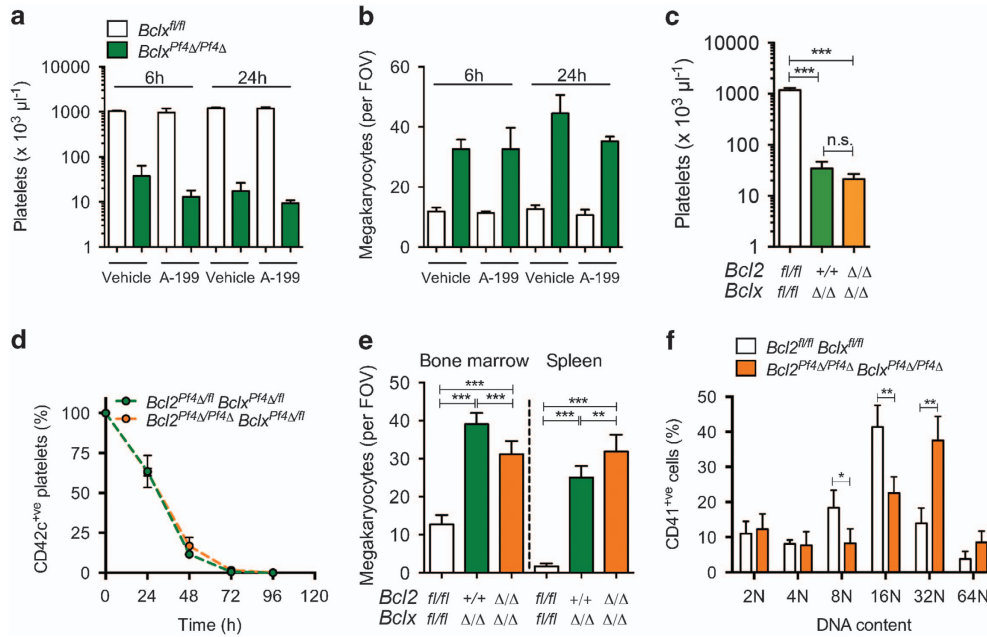 a
Bclx^fl/fl
Bclx^Pf4Δ/Pf4Δ
6h 24h
Platelets (x 10³ µl⁻¹)
10000
1000
100
10
1
Vehicle A-199 Vehicle A-199
b
6h 24h
Megakaryocytes (per FOV)
60
40
20
0
Vehicle A-199 Vehicle A-199
c
***
***
n.s.
Platelets (x 10³ µl⁻¹)
10000
1000
100
10
1
Bcl2 fl/fl +/+ Δ/Δ
Bclx fl/fl Δ/Δ Δ/Δ
d
Bcl2^Pf4Δ/fl Bclx^Pf4Δ/fl
Bcl2^Pf4Δ/Pf4Δ Bclx^Pf4Δ/fl
CD42c^+ve platelets (%)
100
75
50
25
0
0 24 48 72 96 120
Time (h)
e
Bone marrow Spleen
***
*** ***
***
*** **
Megakaryocytes (per FOV)
50
40
30
20
10
0
Bcl2 fl/fl +/+ Δ/Δ fl/fl +/+ Δ/Δ
Bclx fl/fl Δ/Δ Δ/Δ fl/fl Δ/Δ Δ/Δ
f
Bcl2^fl/fl Bclx^fl/fl
Bcl2^Pf4Δ/Pf4Δ Bclx^Pf4Δ/Pf4Δ
* ** **
CD41^+ve cells (%)
50
40
30
20
10
0
2N 4N 8N 16N 32N 64N
DNA content